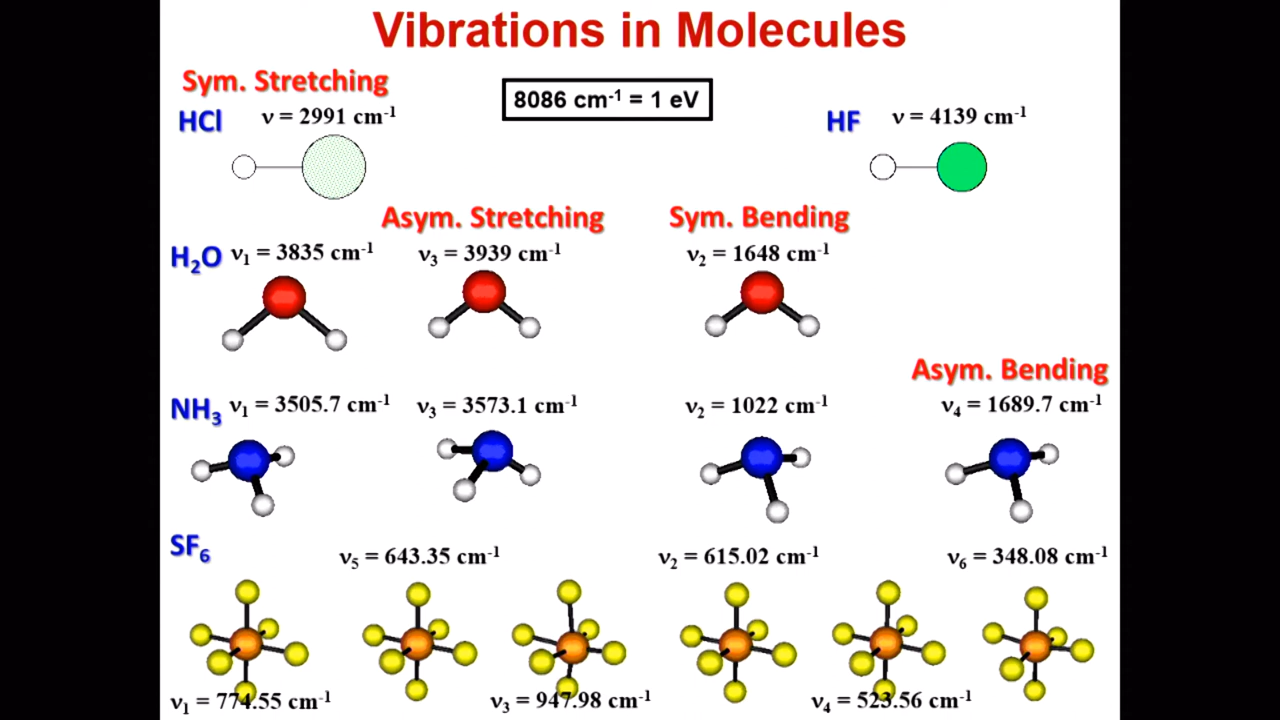 Vibrations in Molecules
Sym. Stretching
8086 cm⁻¹ = 1 eV
HCl ν = 2991 cm⁻¹
HF ν = 4139 cm⁻¹
Asym. Stretching
Sym. Bending
H₂O ν₁ = 3835 cm⁻¹
ν₃ = 3939 cm⁻¹
ν₂ = 1648 cm⁻¹
Asym. Bending
NH₃ ν₁ = 3505.7 cm⁻¹
ν₃ = 3573.1 cm⁻¹
ν₂ = 1022 cm⁻¹
ν₄ = 1689.7 cm⁻¹
SF₆
ν₅ = 643.35 cm⁻¹
ν₂ = 615.02 cm⁻¹
ν₆ = 348.08 cm⁻¹
ν₁ = 774.55 cm⁻¹
ν₃ = 947.98 cm⁻¹
ν₄ = 523.56 cm⁻¹